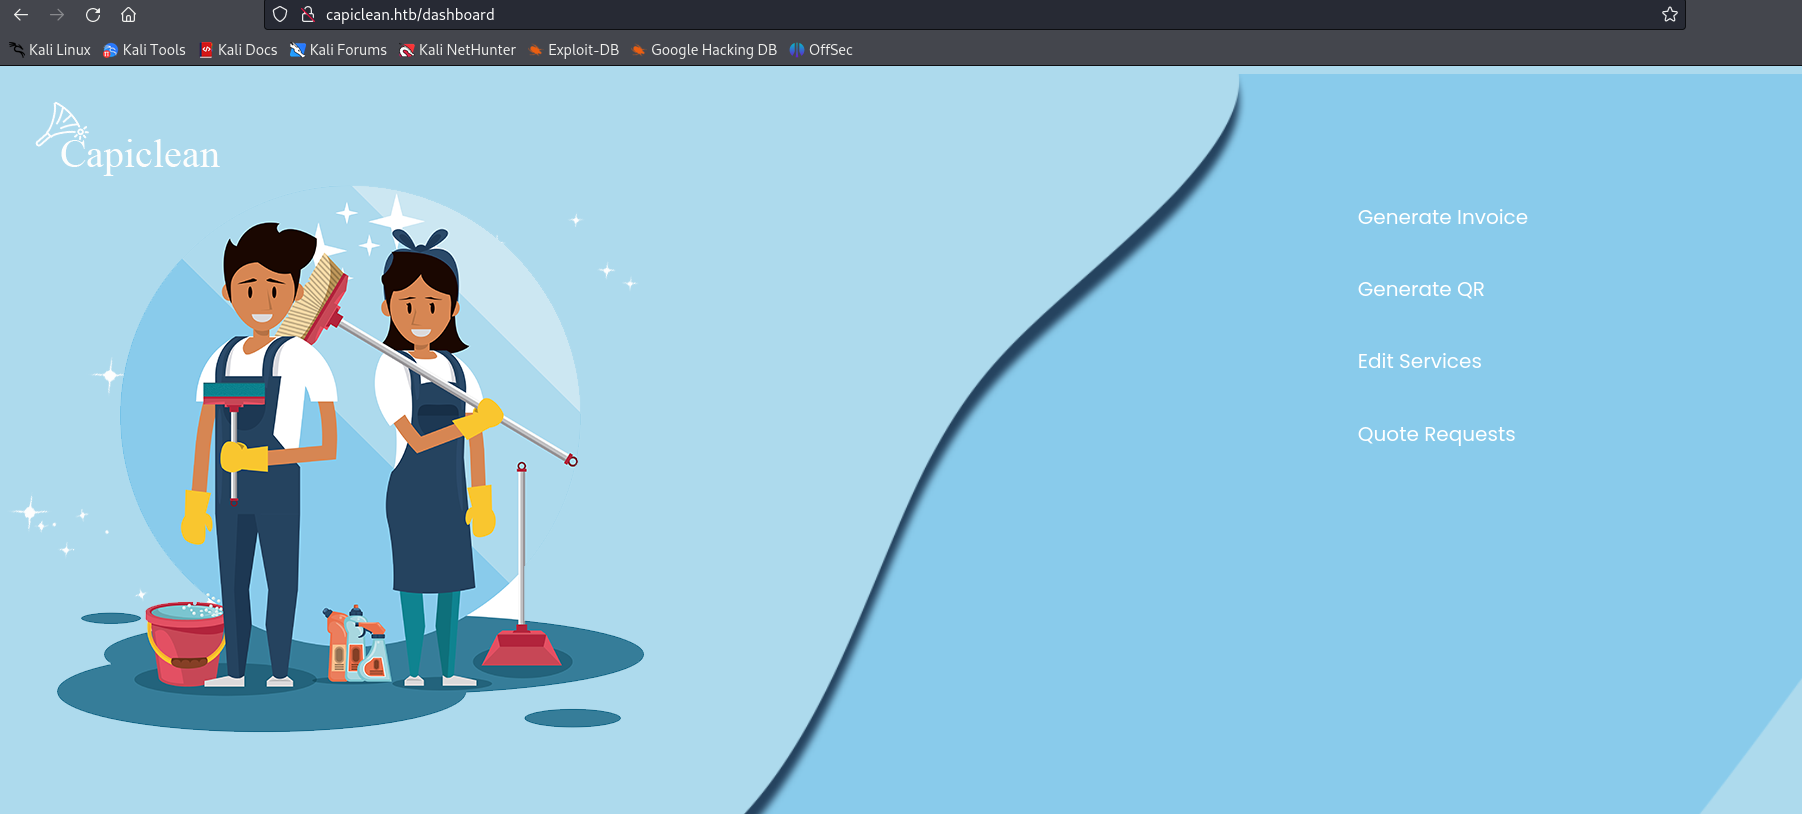 capiclean.htb/dashboard
Kali Linux Kali Tools Kali Docs Kali Forums Kali NetHunter Exploit-DB Google Hacking DB OffSec
Capiclean
Generate Invoice
Generate QR
Edit Services
Quote Requests